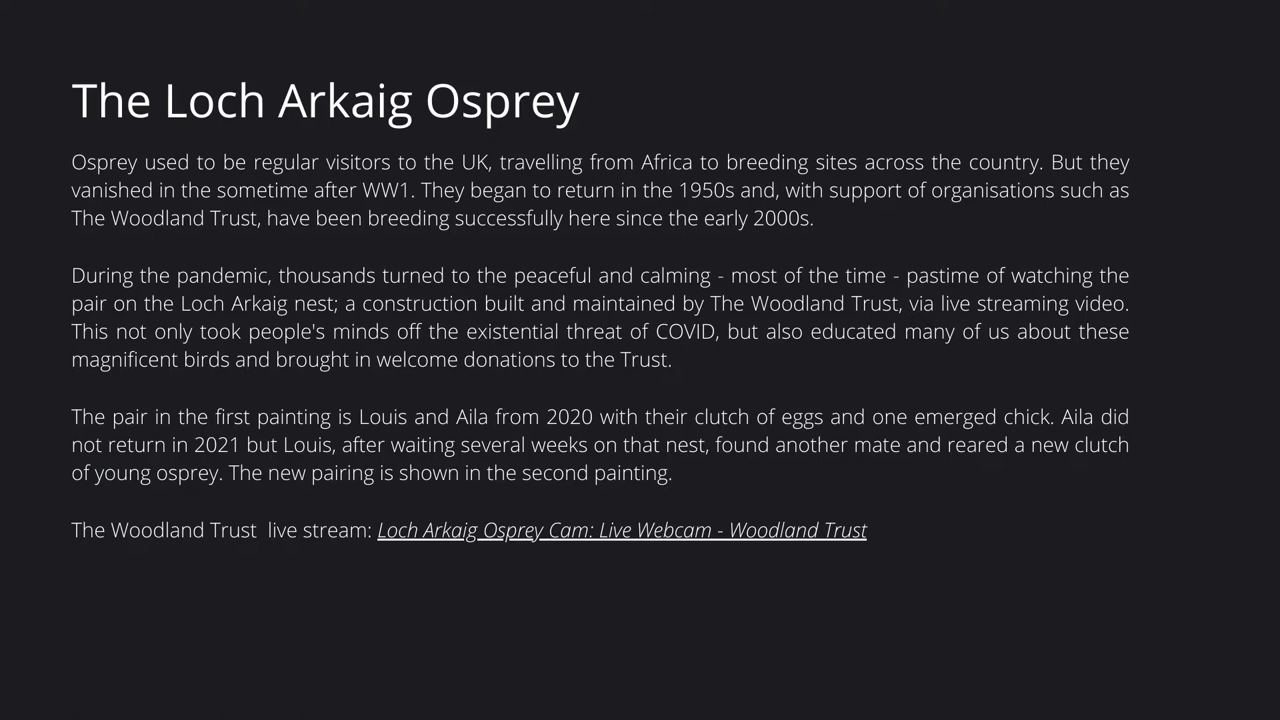 The Loch Arkaig Osprey
Osprey used to be regular visitors to the UK, travelling from Africa to breeding sites across the country. But they
vanished in the sometime after WW1. They began to return in the 1950s and, with support of organisations such as
The Woodland Trust, have been breeding successfully here since the early 2000s.
During the pandemic, thousands turned to the peaceful and calming - most of the time - pastime of watching the
pair on the Loch Arkaig nest; a construction built and maintained by The Woodland Trust, via live streaming video.
This not only took people's minds off the existential threat of COVID, but also educated many of us about these
magnificent birds and brought in welcome donations to the Trust.
The pair in the first painting is Louis and Aila from 2020 with their clutch of eggs and one emerged chick. Aila did
not return in 2021 but Louis, after waiting several weeks on that nest, found another mate and reared a new clutch
of young osprey. The new pairing is shown in the second painting.
The Woodland Trust  live stream: Loch Arkaig Osprey Cam: Live Webcam - Woodland Trust